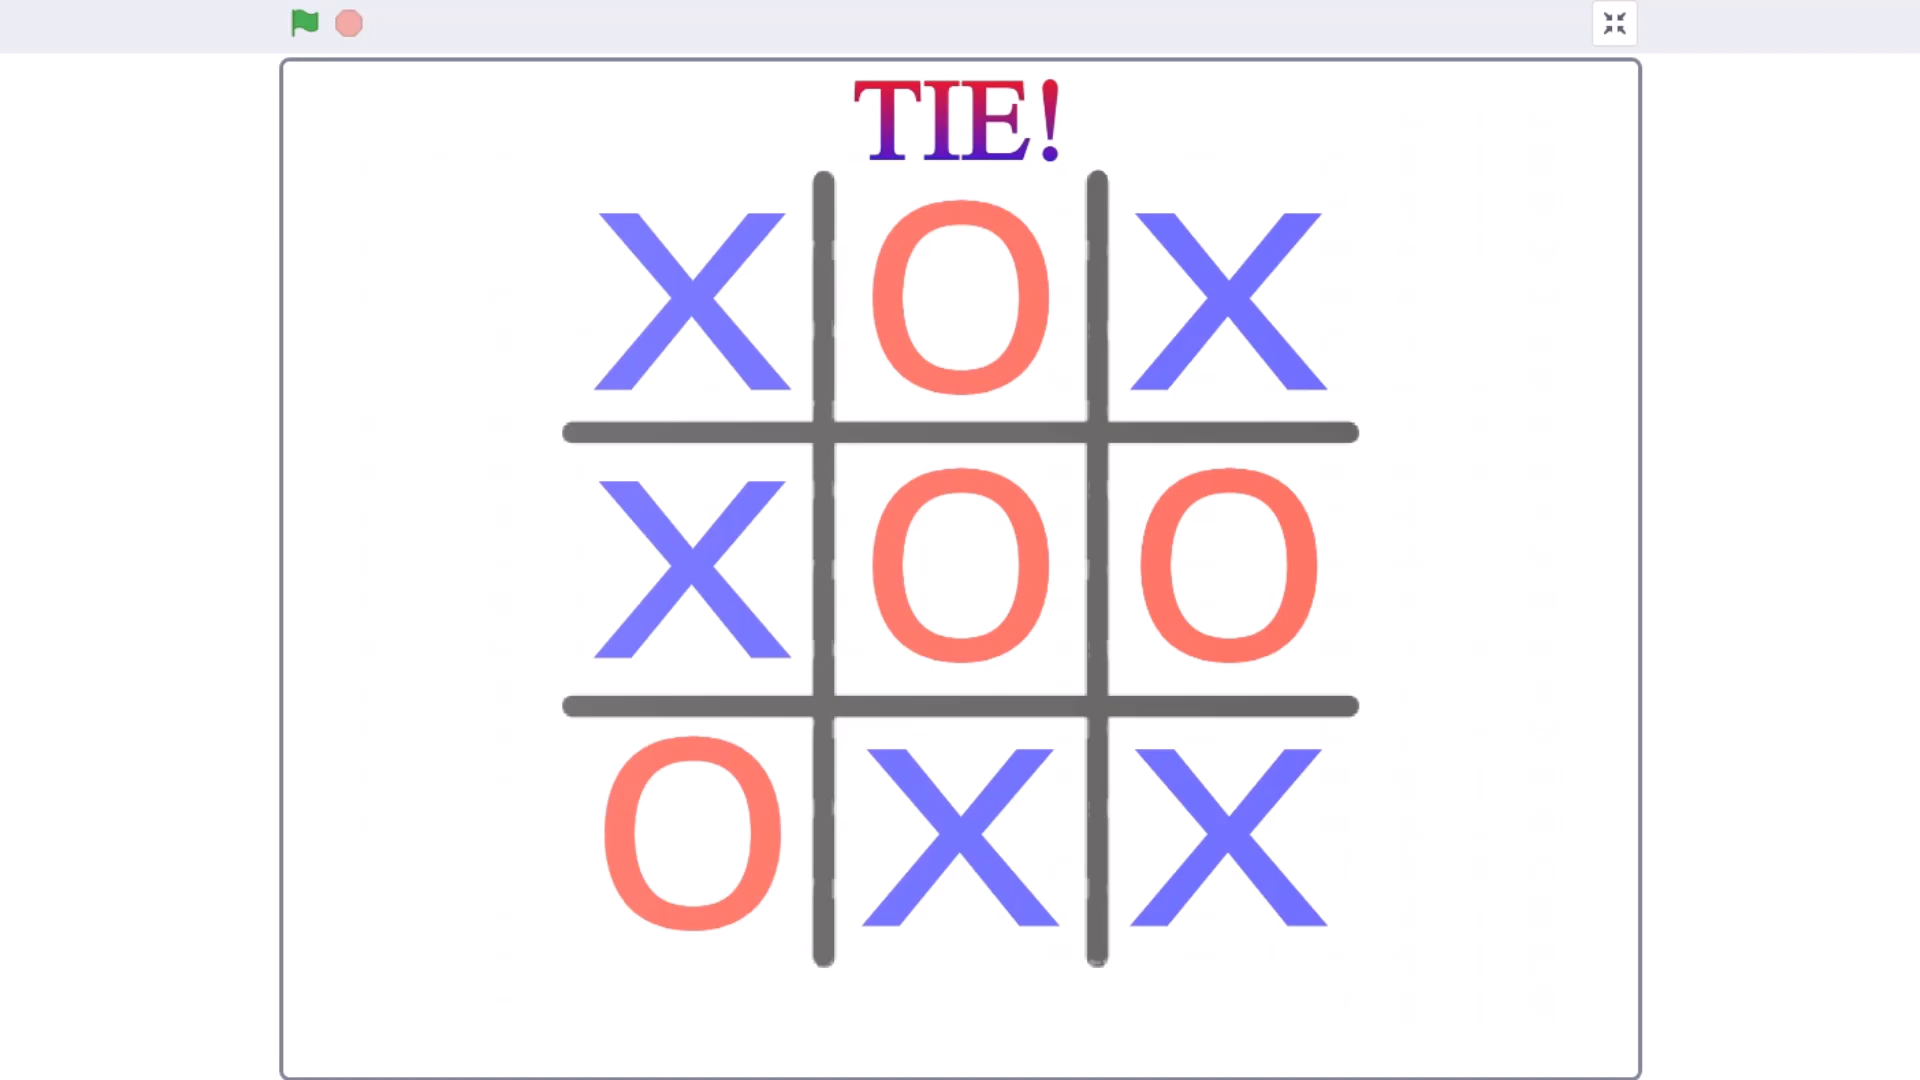 TIE!
X O X
X O O
O X X